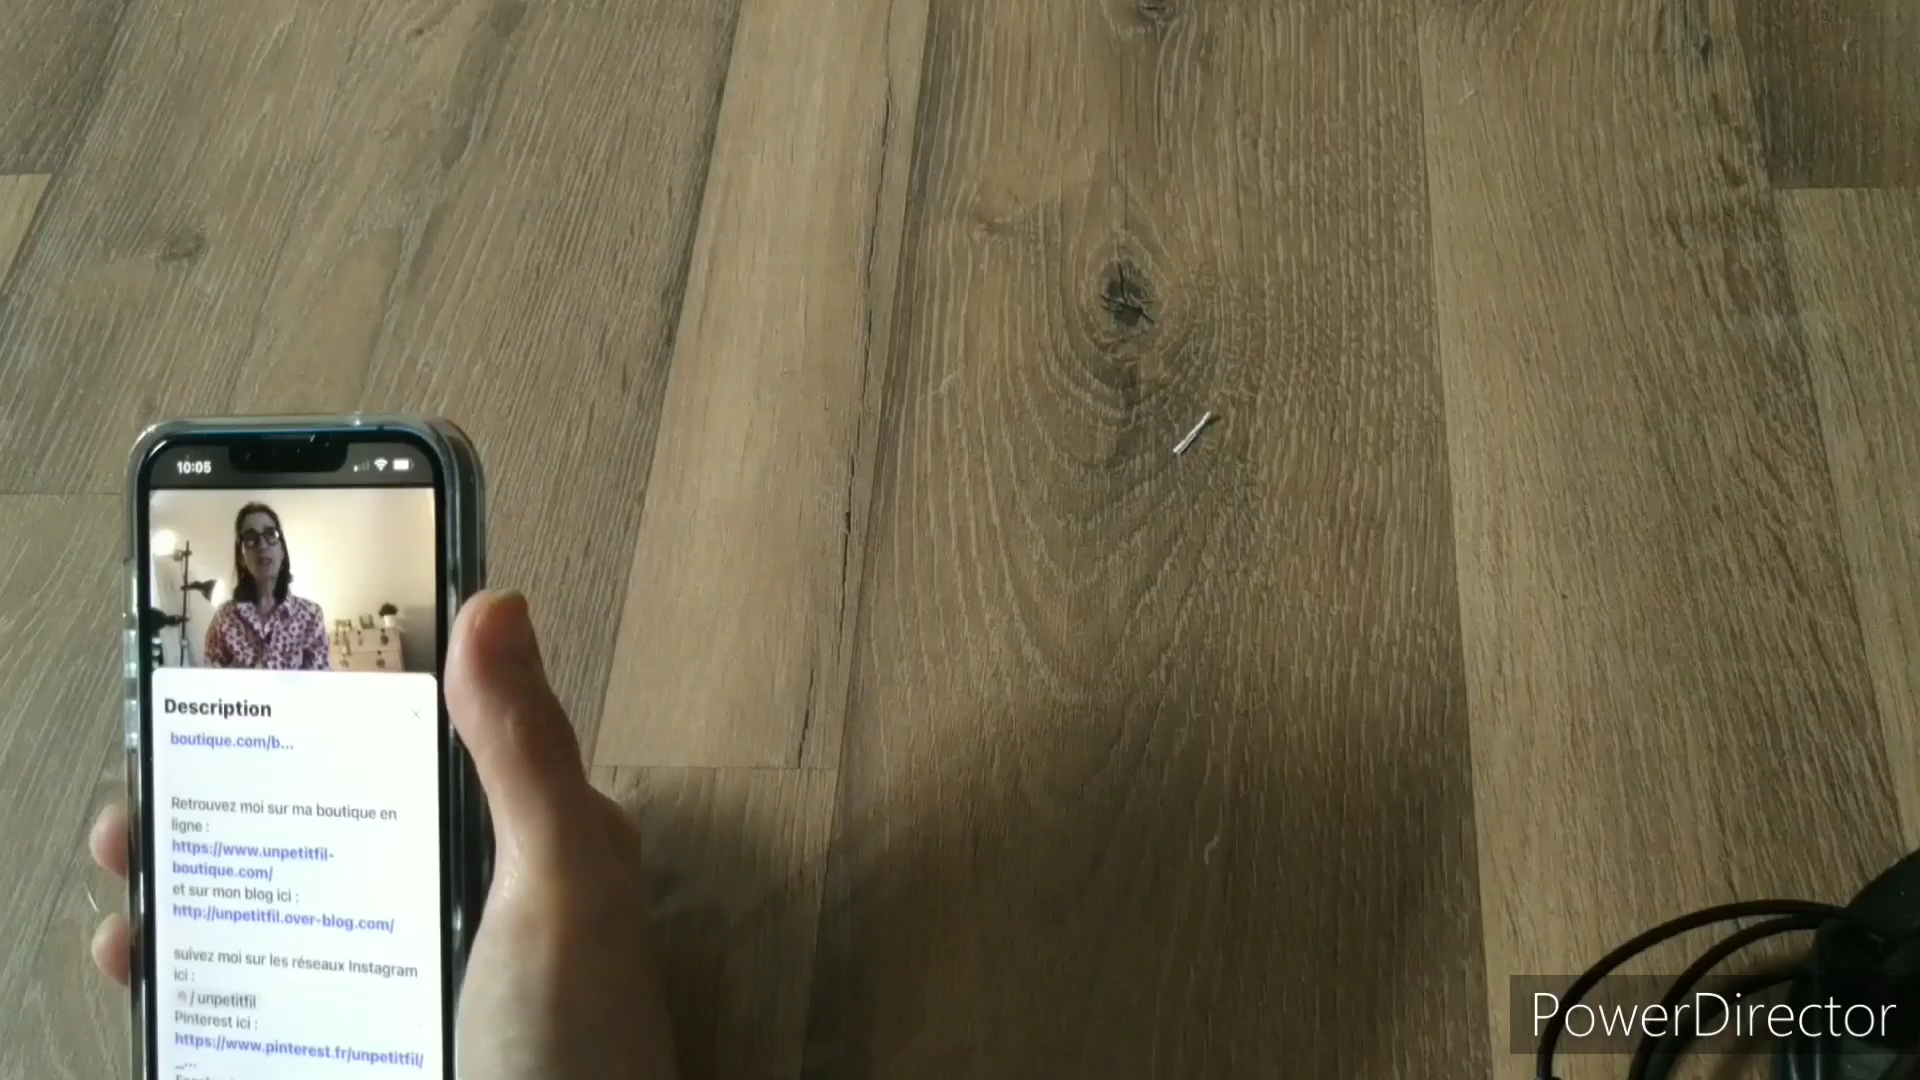 10:05
Description
boutique.com/b...
Retrouvez moi sur ma boutique en
ligne :
https://www.unpetitfil-
boutique.com/
et sur mon blog ici :
http://unpetitfil.over-blog.com/
suivez moi sur les réseaux Instagram
ici :
/ unpetitfil
Pinterest ici :
https://www.pinterest.fr/unpetitfil/
_...
PowerDirector